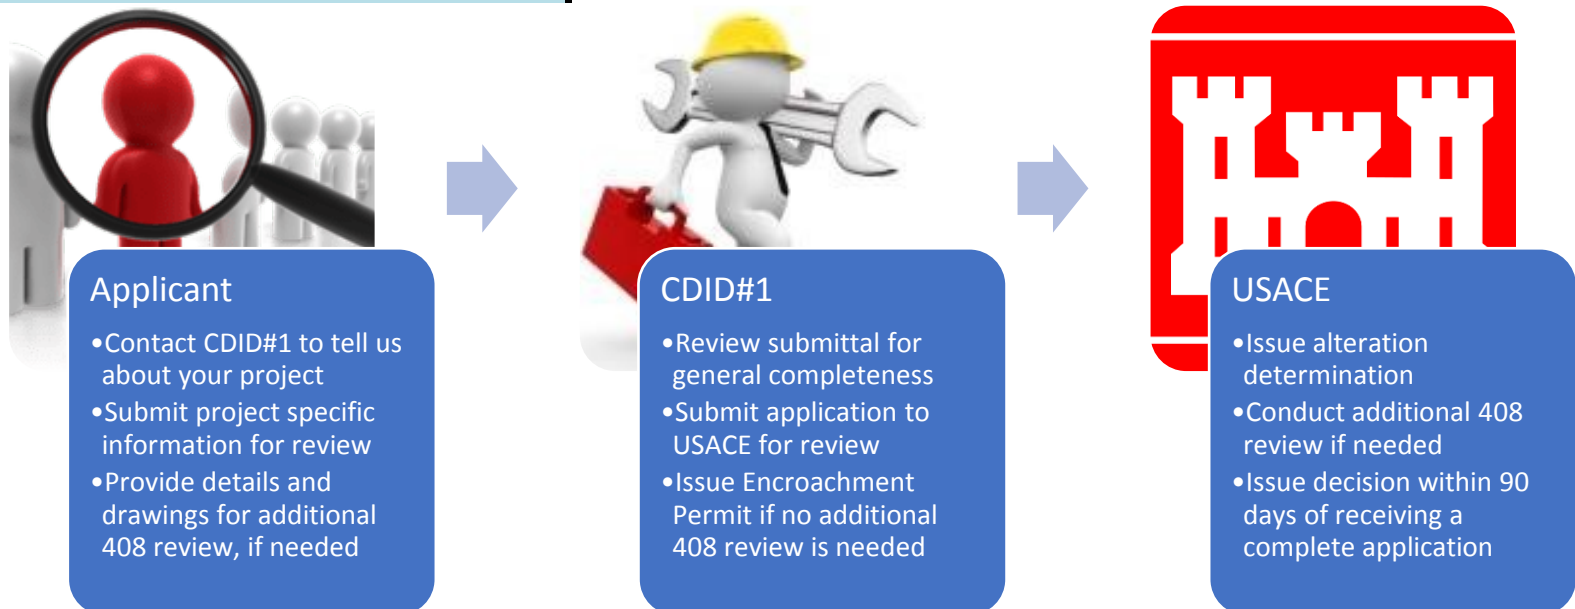 Applicant
•Contact CDID#1 to tell us
about your project
•Submit project specific
information for review
•Provide details and
drawings for additional
408 review, if needed
CDID#1
•Review submittal for
general completeness
•Submit application to
USACE for review
•Issue Encroachment
Permit if no additional
408 review is needed
USACE
•Issue alteration
determination
•Conduct additional 408
review if needed
•Issue decision within 90
days of receiving a
complete application